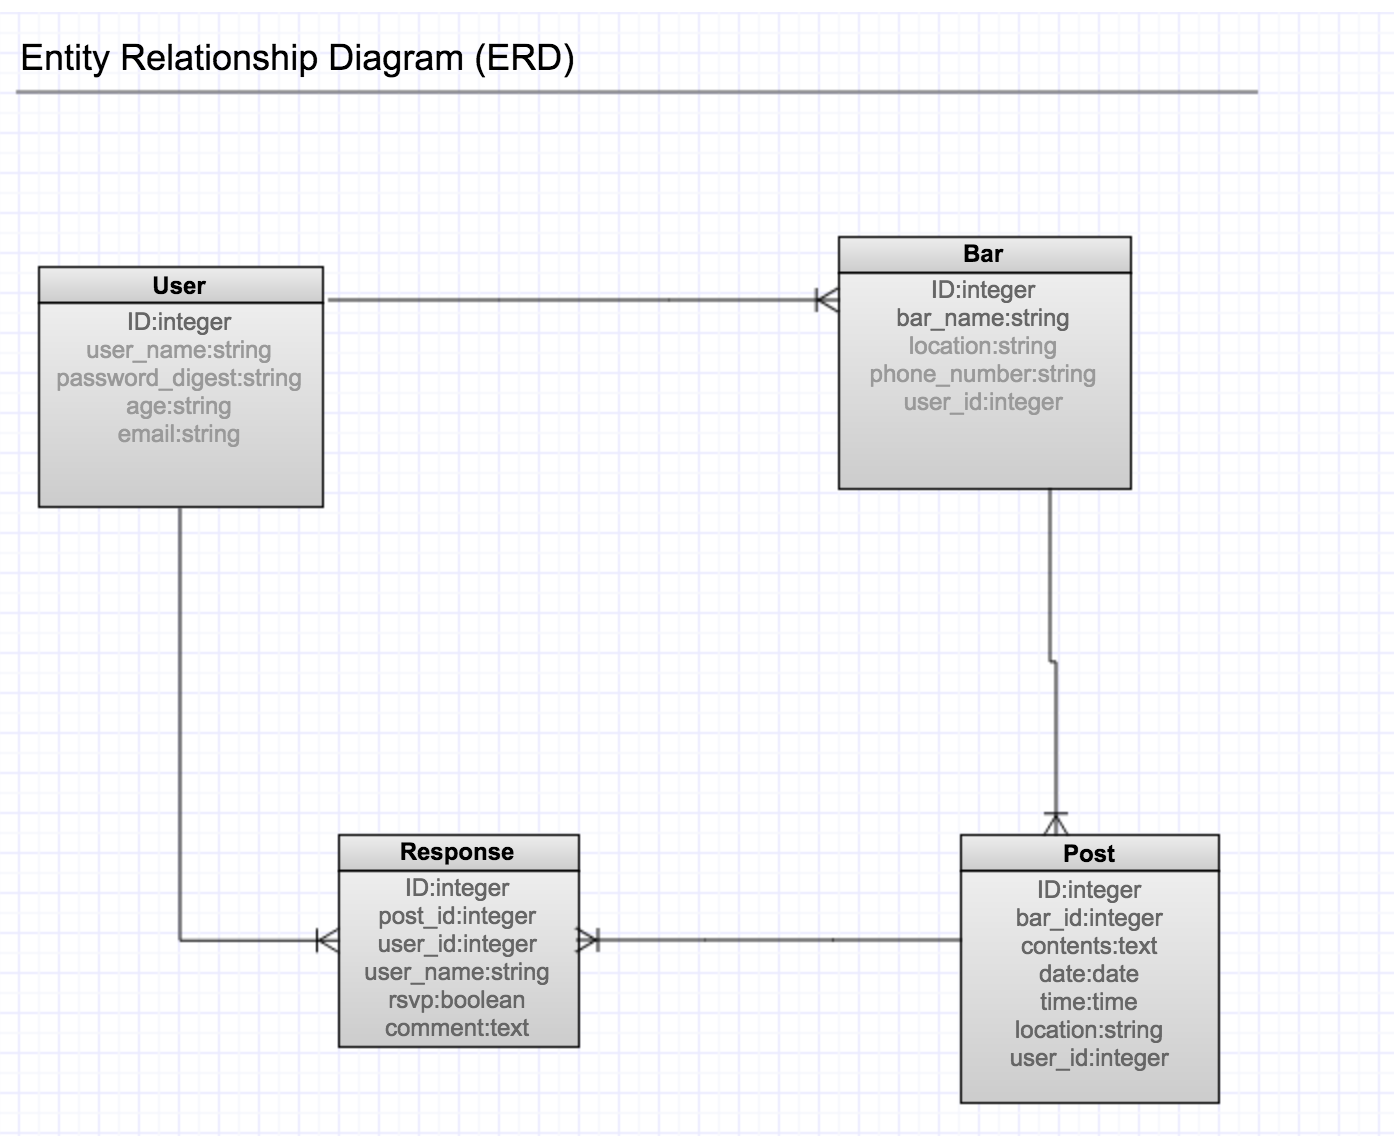 Entity Relationship Diagram (ERD)
User
ID:integer
user_name:string
password_digest:string
age:string
email:string
Bar
ID:integer
bar_name:string
location:string
phone_number:string
user_id:integer
Response
ID:integer
post_id:integer
user_id:integer
user_name:string
rsvp:boolean
comment:text
Post
ID:integer
bar_id:integer
contents:text
date:date
time:time
location:string
user_id:integer